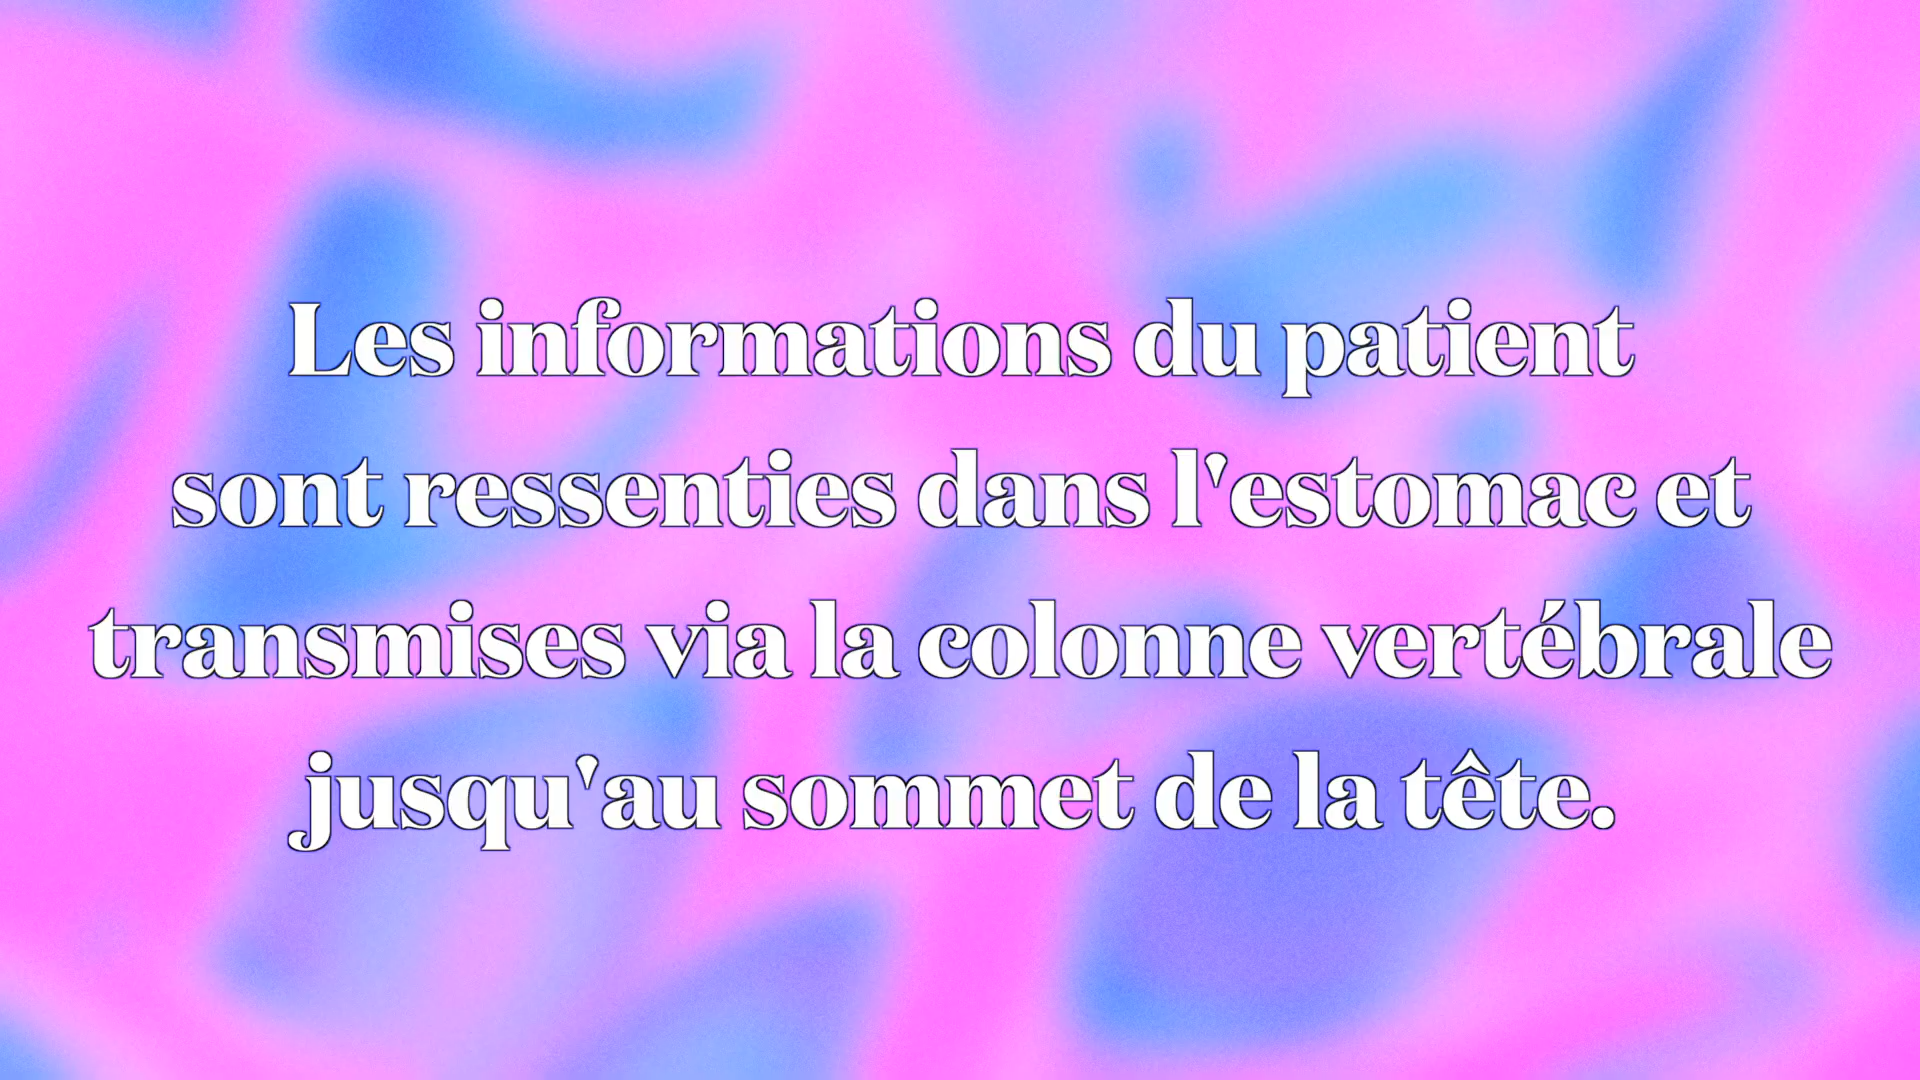 Les informations du patient
sont ressenties dans l'estomac et
transmises via la colonne vertébrale
jusqu'au sommet de la tête.